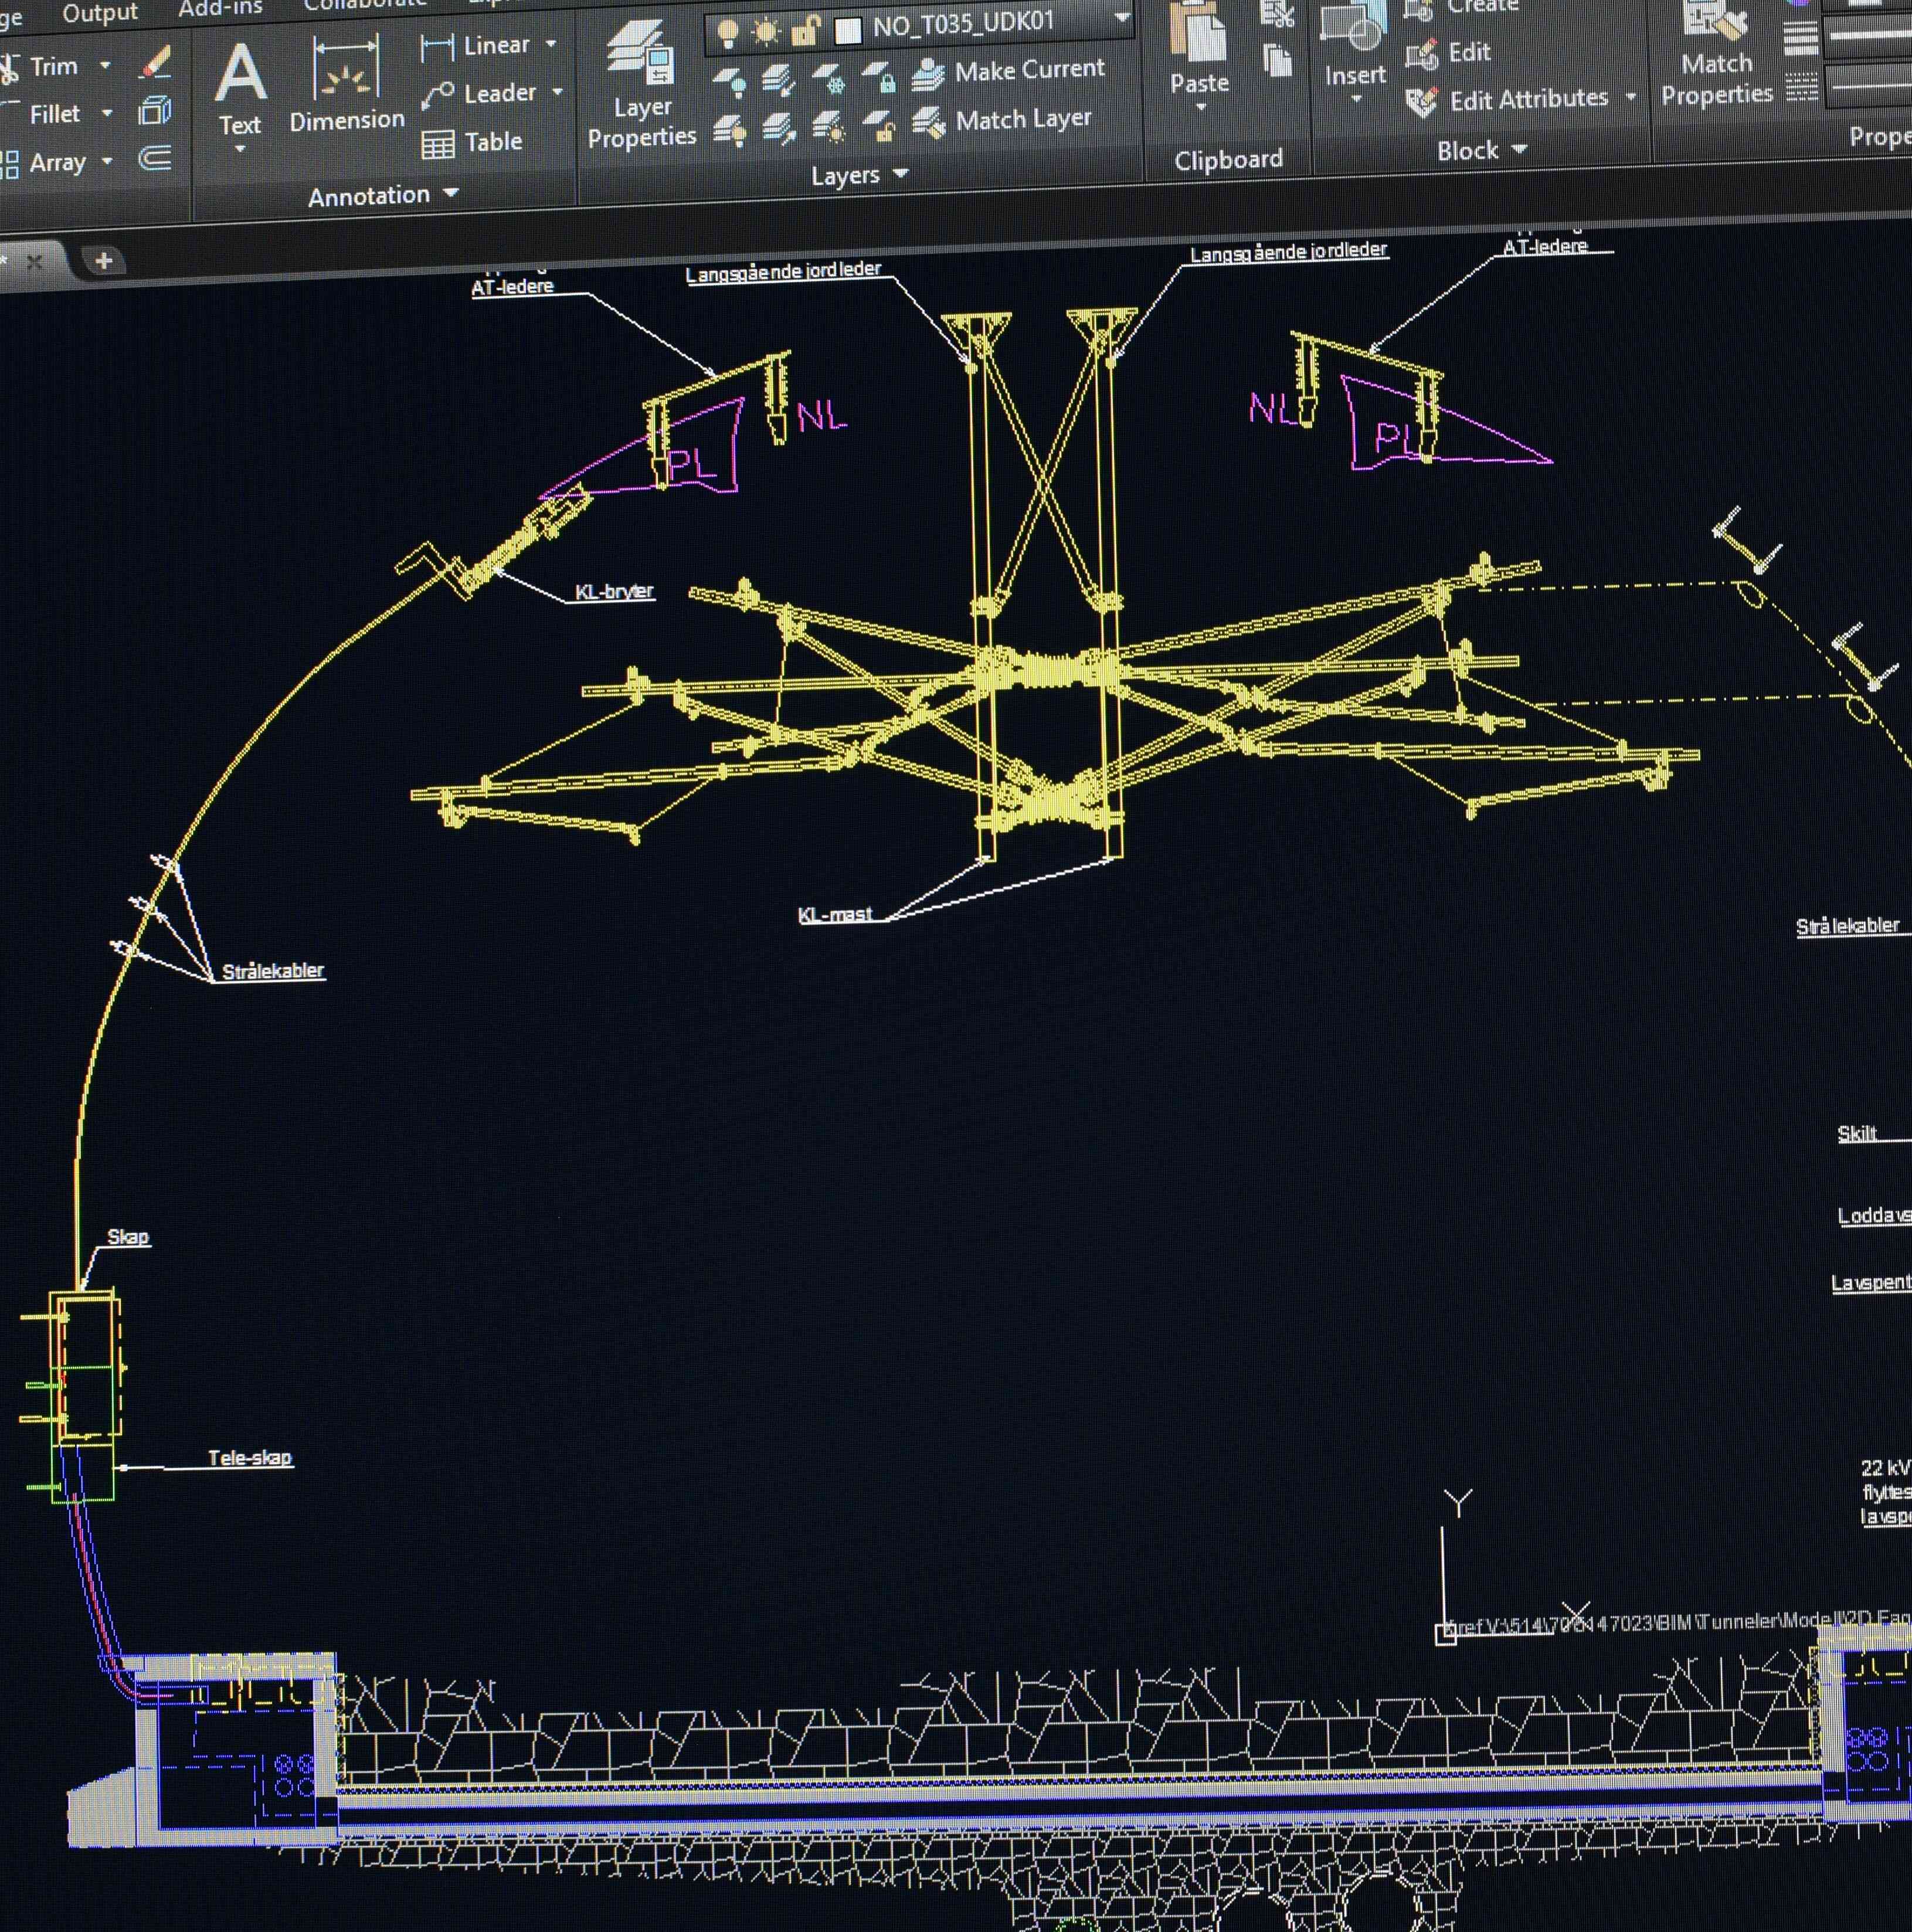 Output
Add-ins
Trim
Fillet
Array
Text
Dimension
Linear
Leader
Table
Annotation
Layer
Properties
NO_T035_UDK01
Make Current
Match Layer
Layers
Paste
Clipboard
Insert
Create
Edit
Edit Attributes
Block
Match
Properties
AT-ledere
Langsgående jordleder
Langsgående jordleder
AT-ledere
NL
PL
NL
PL
KL-bryter
KL-mast
Strålekabler
Strålekabler
Skilt
Skap
Tele-skap
22 kV
Y
X